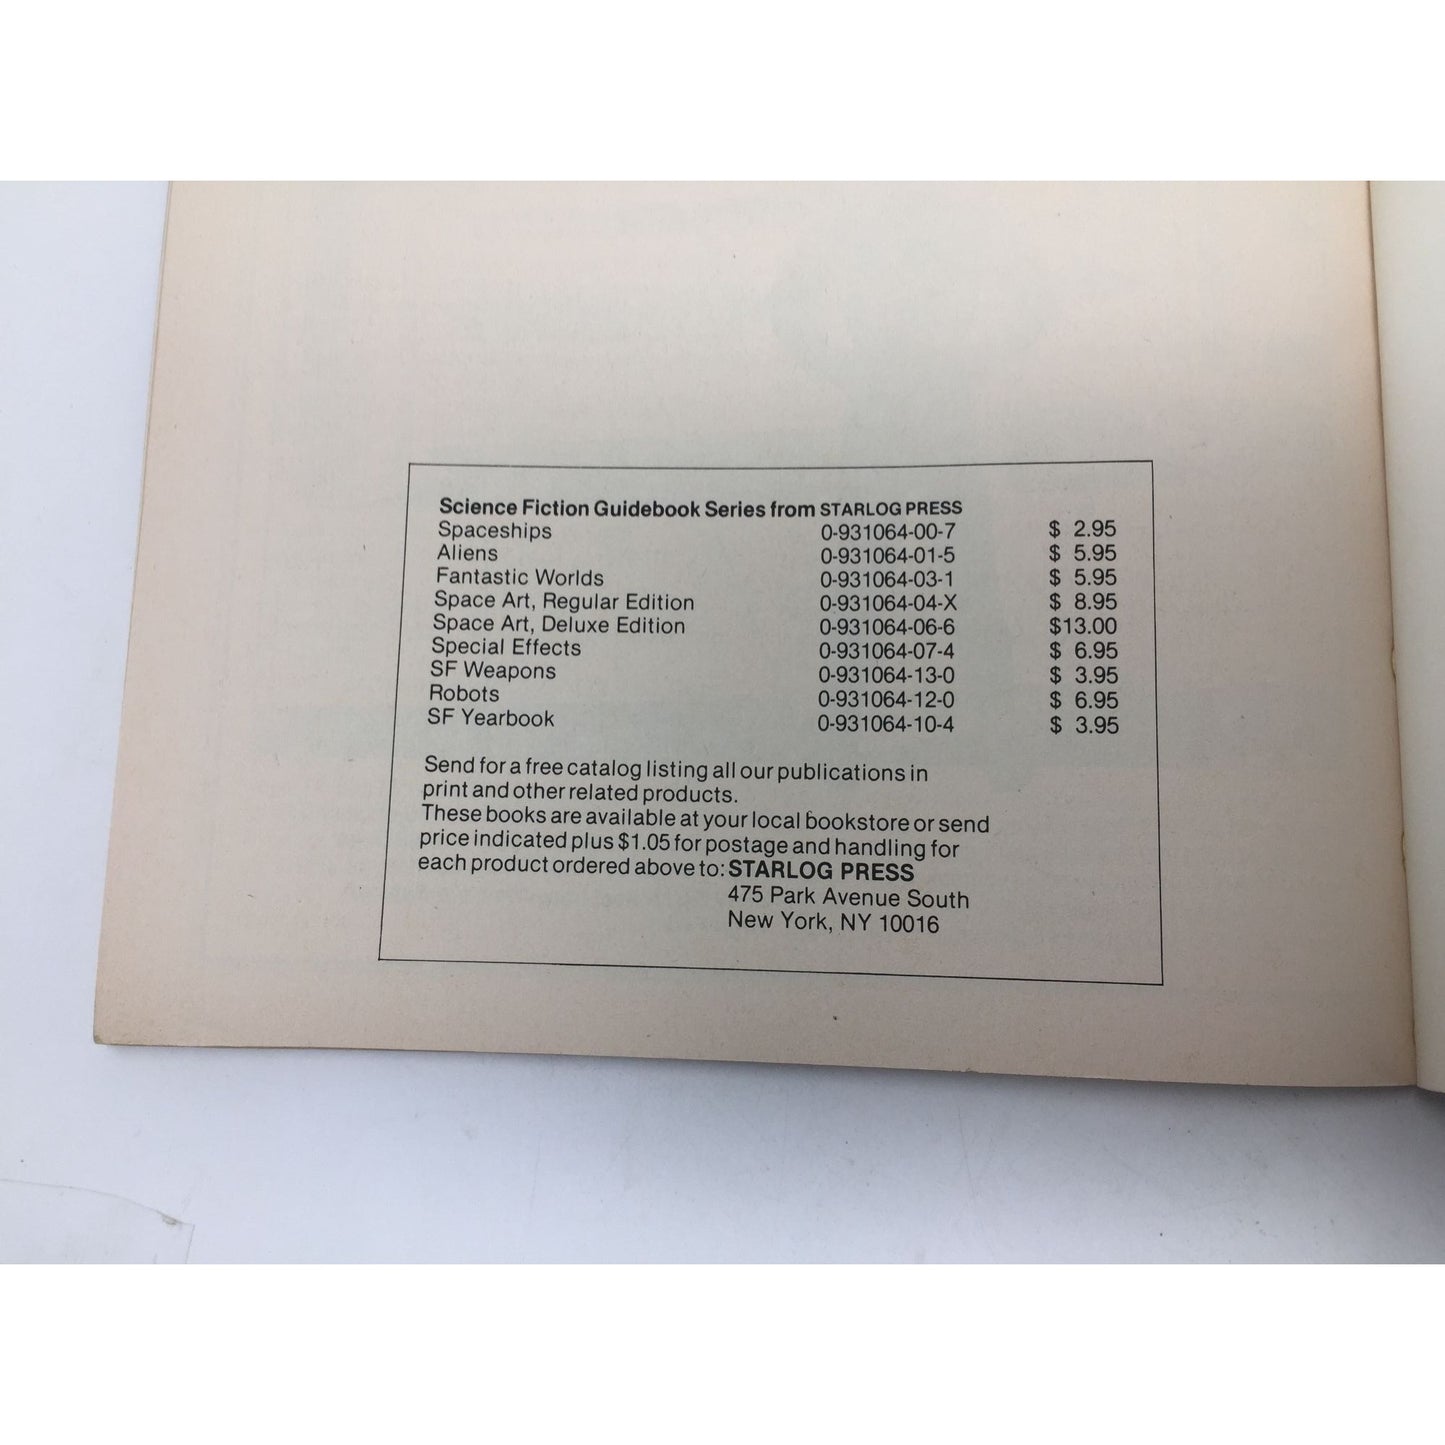 Science Fiction Guidebook Series from STARLOG PRESS
Spaceships 0-931064-00-7 $ 2.95
Aliens 0-931064-01-5 $ 5.95
Fantastic Worlds 0-931064-03-1 $ 5.95
Space Art, Regular Edition 0-931064-04-X $ 8.95
Space Art, Deluxe Edition 0-931064-06-6 $13.00
Special Effects 0-931064-07-4 $ 6.95
SF Weapons 0-931064-13-0 $ 3.95
Robots 0-931064-12-0 $ 6.95
SF Yearbook 0-931064-10-4 $ 3.95
Send for a free catalog listing all our publications in
print and other related products.
These books are available at your local bookstore or send
price indicated plus $1.05 for postage and handling for
each product ordered above to: STARLOG PRESS
475 Park Avenue South
New York, NY 10016